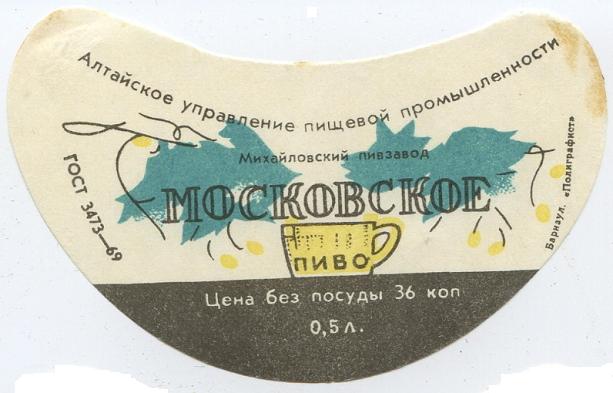 Алтайское управление пищевой промышленности
Михайловский пивзавод
ГОСТ 3473—69
МОСКОВСКОЕ
ПИВО
Цена без посуды 36 коп
0,5 л.
Барнаул. «Полиграфист»